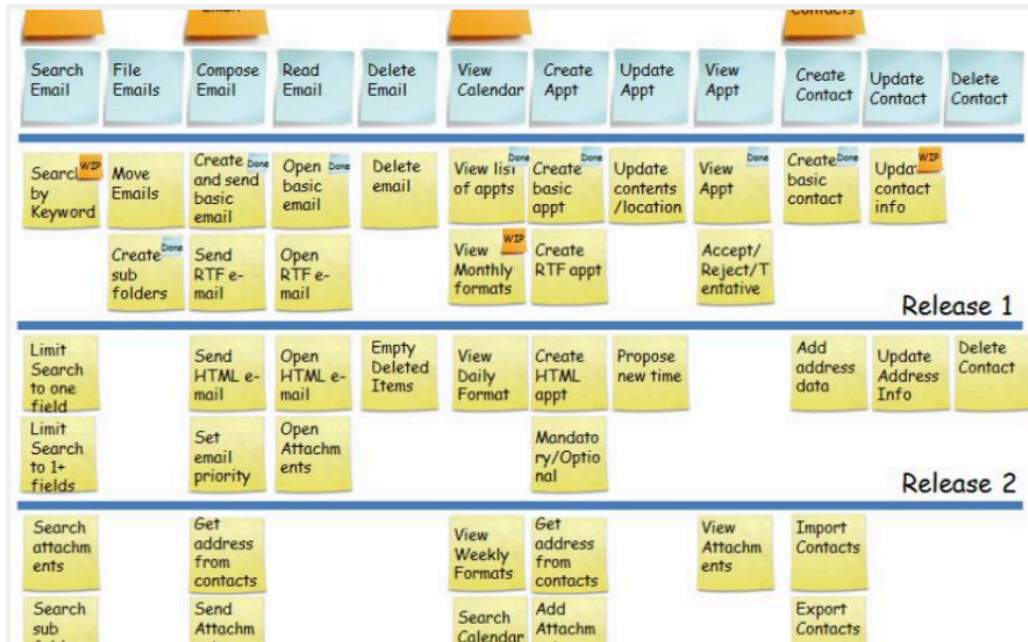 Email
Contacts
Search
Email
File
Emails
Compose
Email
Read
Email
Delete
Email
View
Calendar
Create
Appt
Update
Appt
View
Appt
Create
Contact
Update
Contact
Delete
Contact
WIP
by
Keyword
Move
Emails
Create
Done
and send
basic
email
Open
Done
basic
email
Delete
email
Done
View list
of appts
Create
Done
basic
appt
Update
contents
/location
View
Done
Appt
Create
Done
basic
contact
WIP
contact
info
Create
Done
sub
folders
Send
RTF e-
mail
Open
RTF e-
mail
View
WIP
Monthly
formats
Create
RTF appt
Accept/
Reject/T
entative
Release 1
Limit
Search
to one
field
Send
HTML e-
mail
Open
HTML e-
mail
Empty
Deleted
Items
View
Daily
Format
Create
HTML
appt
Propose
new time
Add
address
data
Update
Address
Info
Delete
Contact
Limit
Search
to 1+
fields
Set
email
priority
Open
Attachm
ents
Mandato
ry/Optio
nal
Release 2
Search
attachm
ents
Get
address
from
contacts
View
Weekly
Formats
Get
address
from
contacts
View
Attachm
ents
Import
Contacts
Search
sub
Send
Attachm
Search
Calendar
Add
Attachm
Export
Contacts